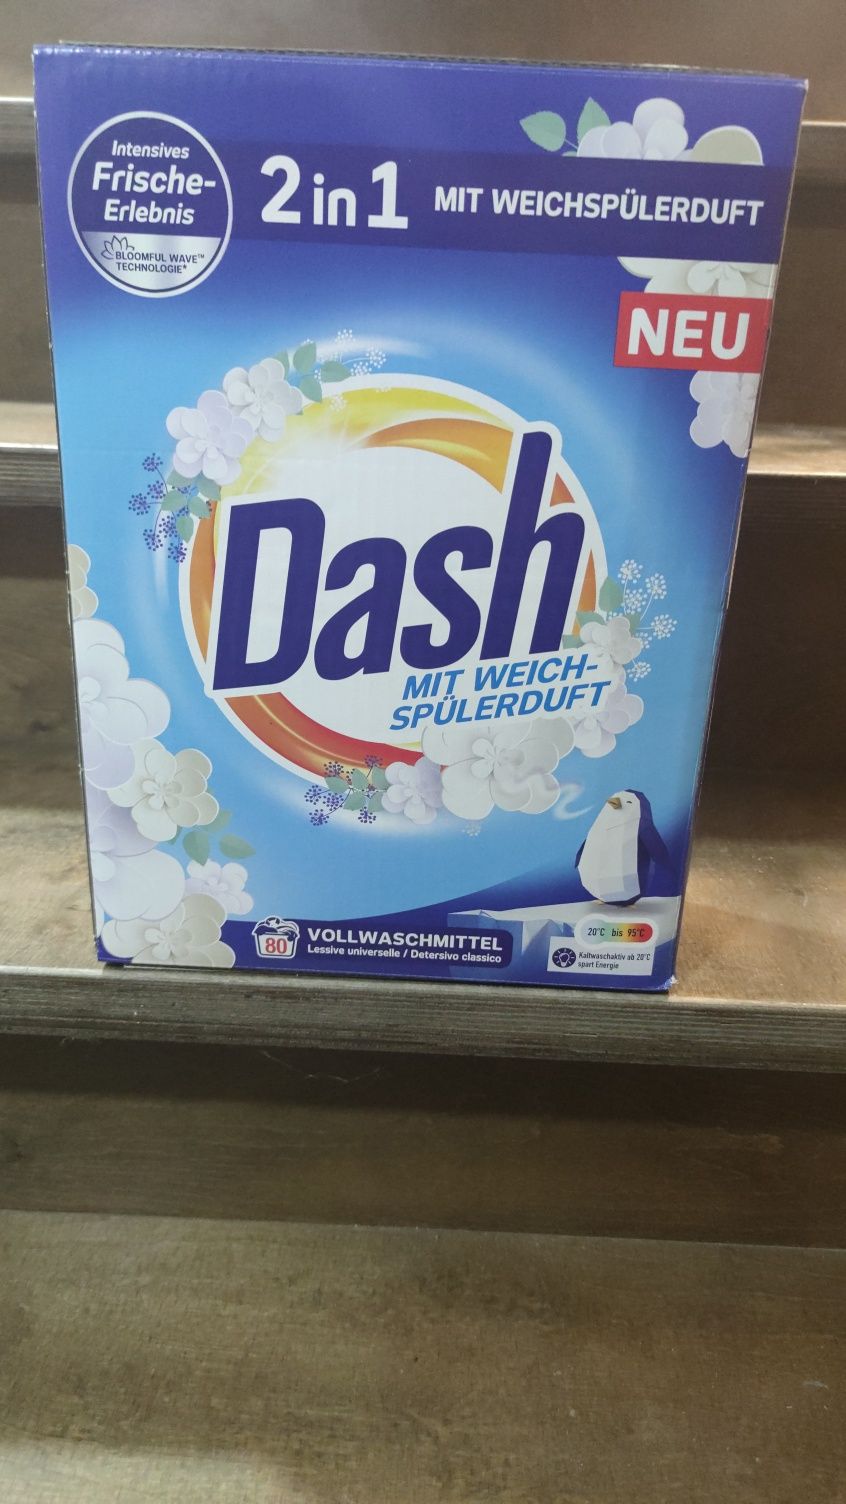 Intensives
Frische-
Erlebnis
BLOOMFUL WAVE™
TECHNOLOGIE*
2 in 1 MIT WEICHSPÜLERDUFT
NEU
Dash
MIT WEICH-
SPÜLERDUFT
80
VOLLWASCHMITTEL
Lessive universelle / Detersivo classico
20°C bis 95°C
Kaltwaschaktiv ab 20°C
spart Energie